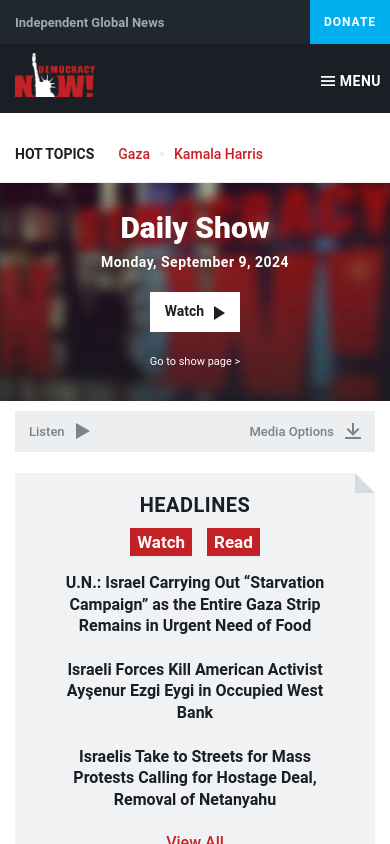 Independent Global News
DONATE
DEMOCRACY
NOW!
MENU
HOT TOPICS
Gaza
Kamala Harris
Daily Show
Monday, September 9, 2024
Watch
Go to show page >
Listen
Media Options
HEADLINES
Watch
Read
U.N.: Israel Carrying Out “Starvation
Campaign” as the Entire Gaza Strip
Remains in Urgent Need of Food
Israeli Forces Kill American Activist
Ayşenur Ezgi Eygi in Occupied West
Bank
Israelis Take to Streets for Mass
Protests Calling for Hostage Deal,
Removal of Netanyahu
View All